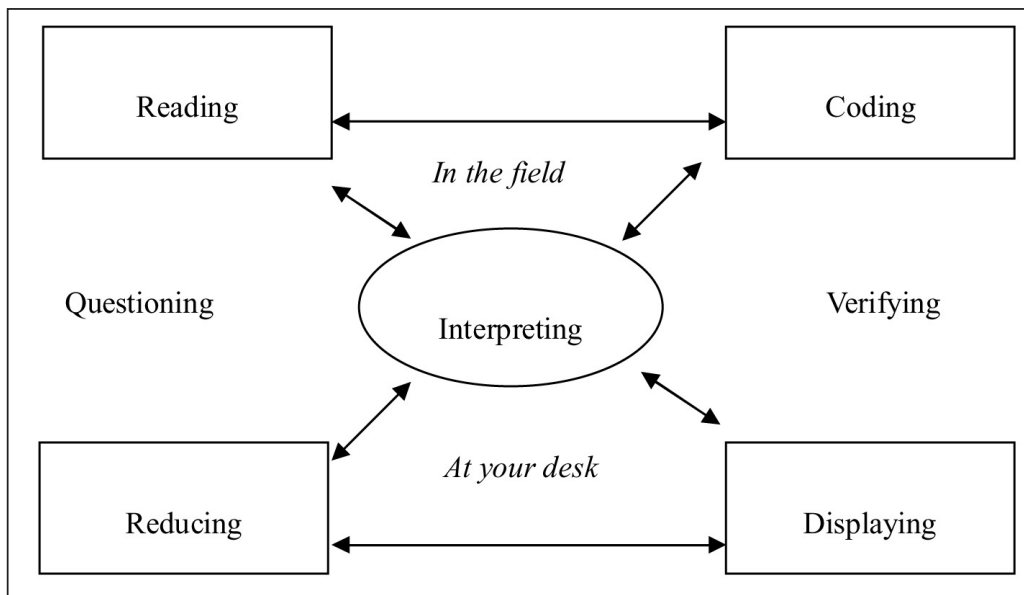 Reading
Coding
In the field
Questioning
Interpreting
Verifying
At your desk
Reducing
Displaying